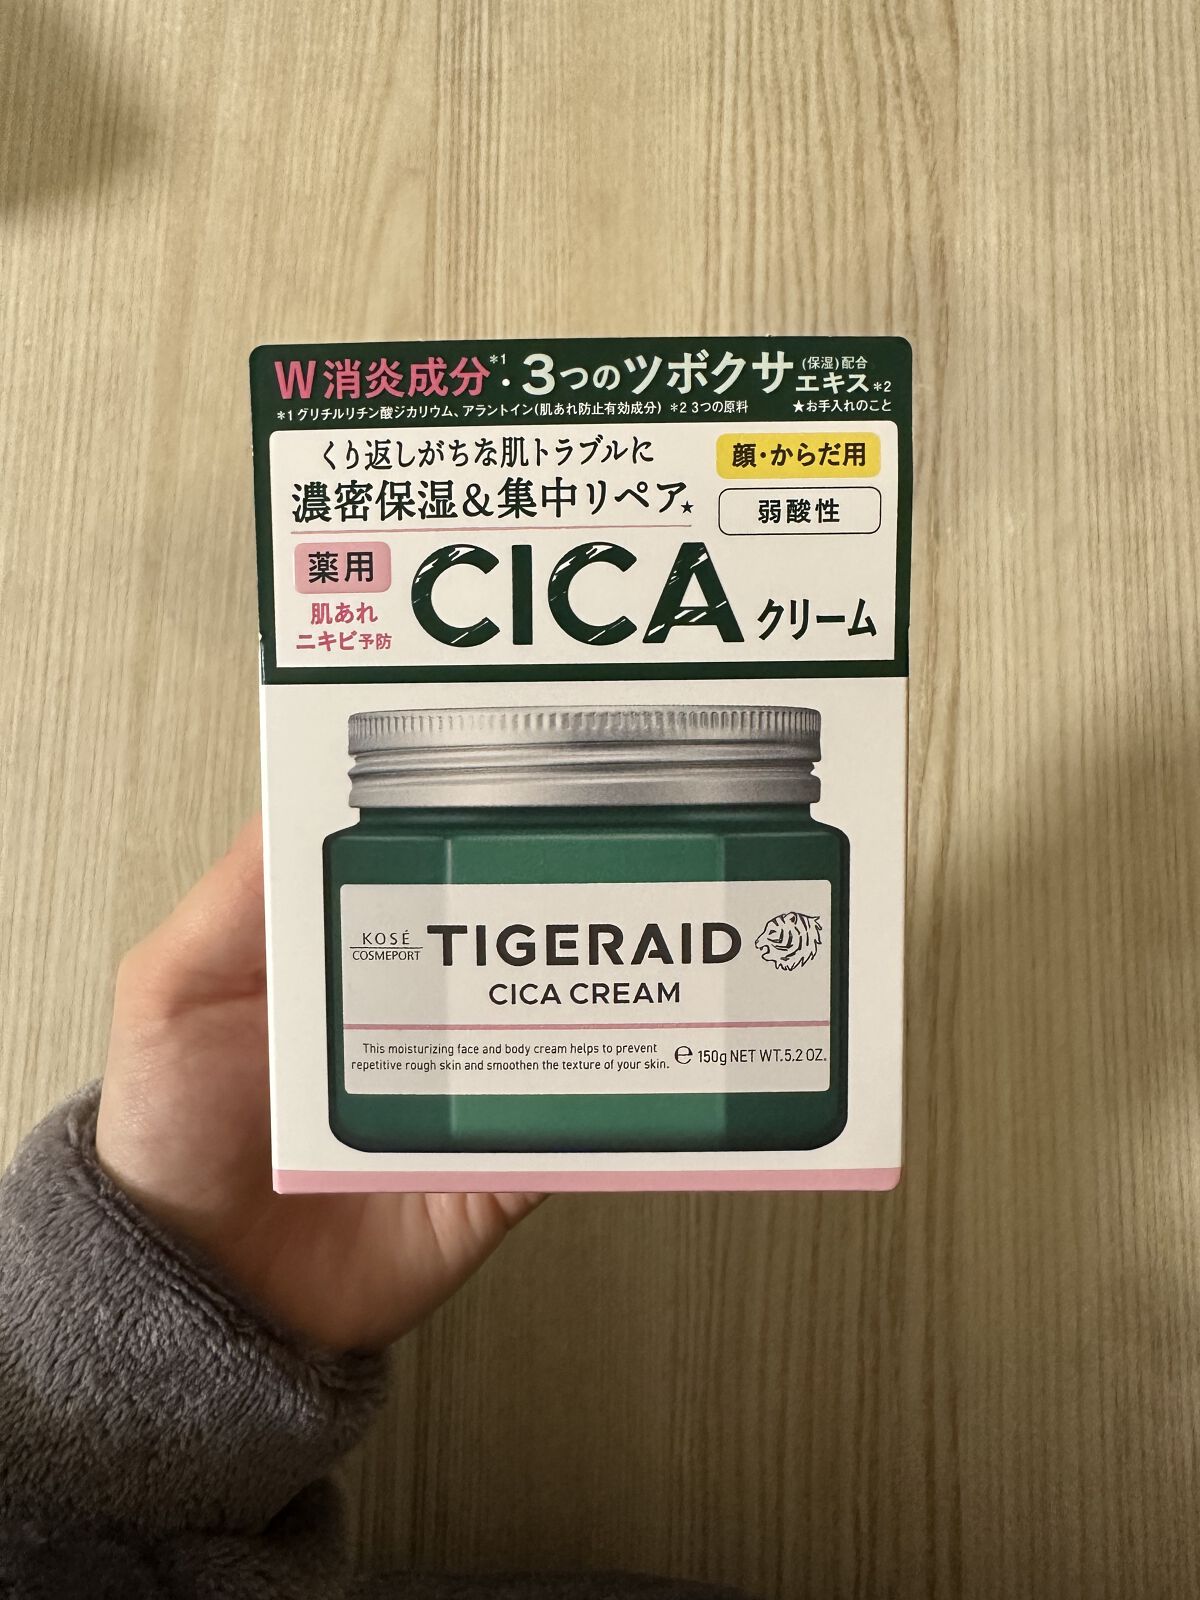 W消炎成分*1・3つのツボクサエキス*2(保湿)配合
*1 グリチルリチン酸ジカリウム、アラントイン(肌あれ防止有効成分) *2 3つの原料 ★お手入れのこと
くり返しがちな肌トラブルに
濃密保湿&集中リペア★
顔・からだ用
弱酸性
薬用
肌あれ
ニキビ予防
CICAクリーム
KOSÉ
COSMEPORT
TIGERAID
CICA CREAM
This moisturizing face and body cream helps to prevent
repetitive rough skin and smoothen the texture of your skin.
℮ 150g NET WT.5.2 OZ.